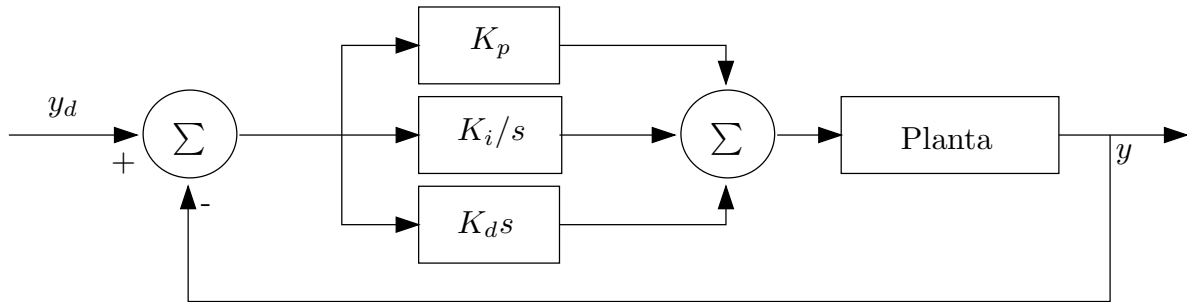 K_p
y_d
+
Σ
-
K_i/s
K_d s
Σ
Planta
y